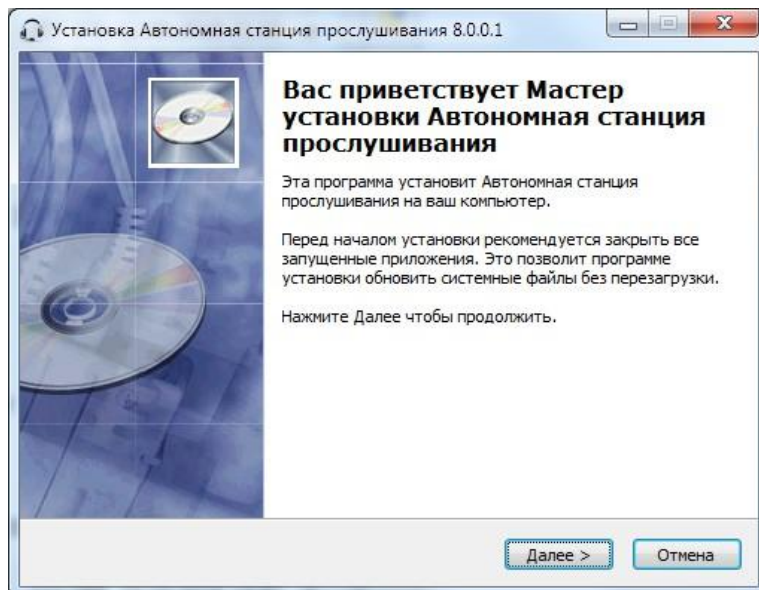 Установка Автономная станция прослушивания 8.0.0.1
Вас приветствует Мастер
установки Автономная станция
прослушивания
Эта программа установит Автономная станция
прослушивания на ваш компьютер.
Перед началом установки рекомендуется закрыть все
запущенные приложения. Это позволит программе
установки обновить системные файлы без перезагрузки.
Нажмите Далее чтобы продолжить.
Далее >
Отмена